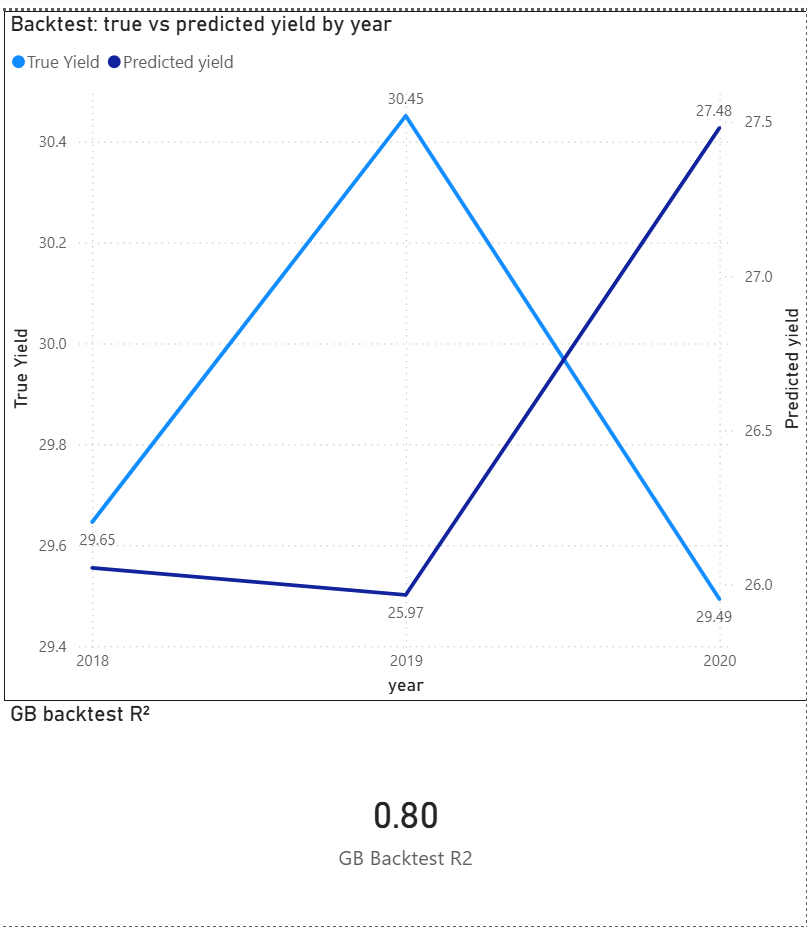 Backtest: true vs predicted yield by year
True Yield Predicted yield
30.45
27.48
30.4
30.2
30.0
29.8
29.6
29.4
True Yield
27.5
27.0
26.5
26.0
Predicted yield
29.65
25.97
29.49
2018 2019 2020
year
GB backtest R²
0.80
GB Backtest R2